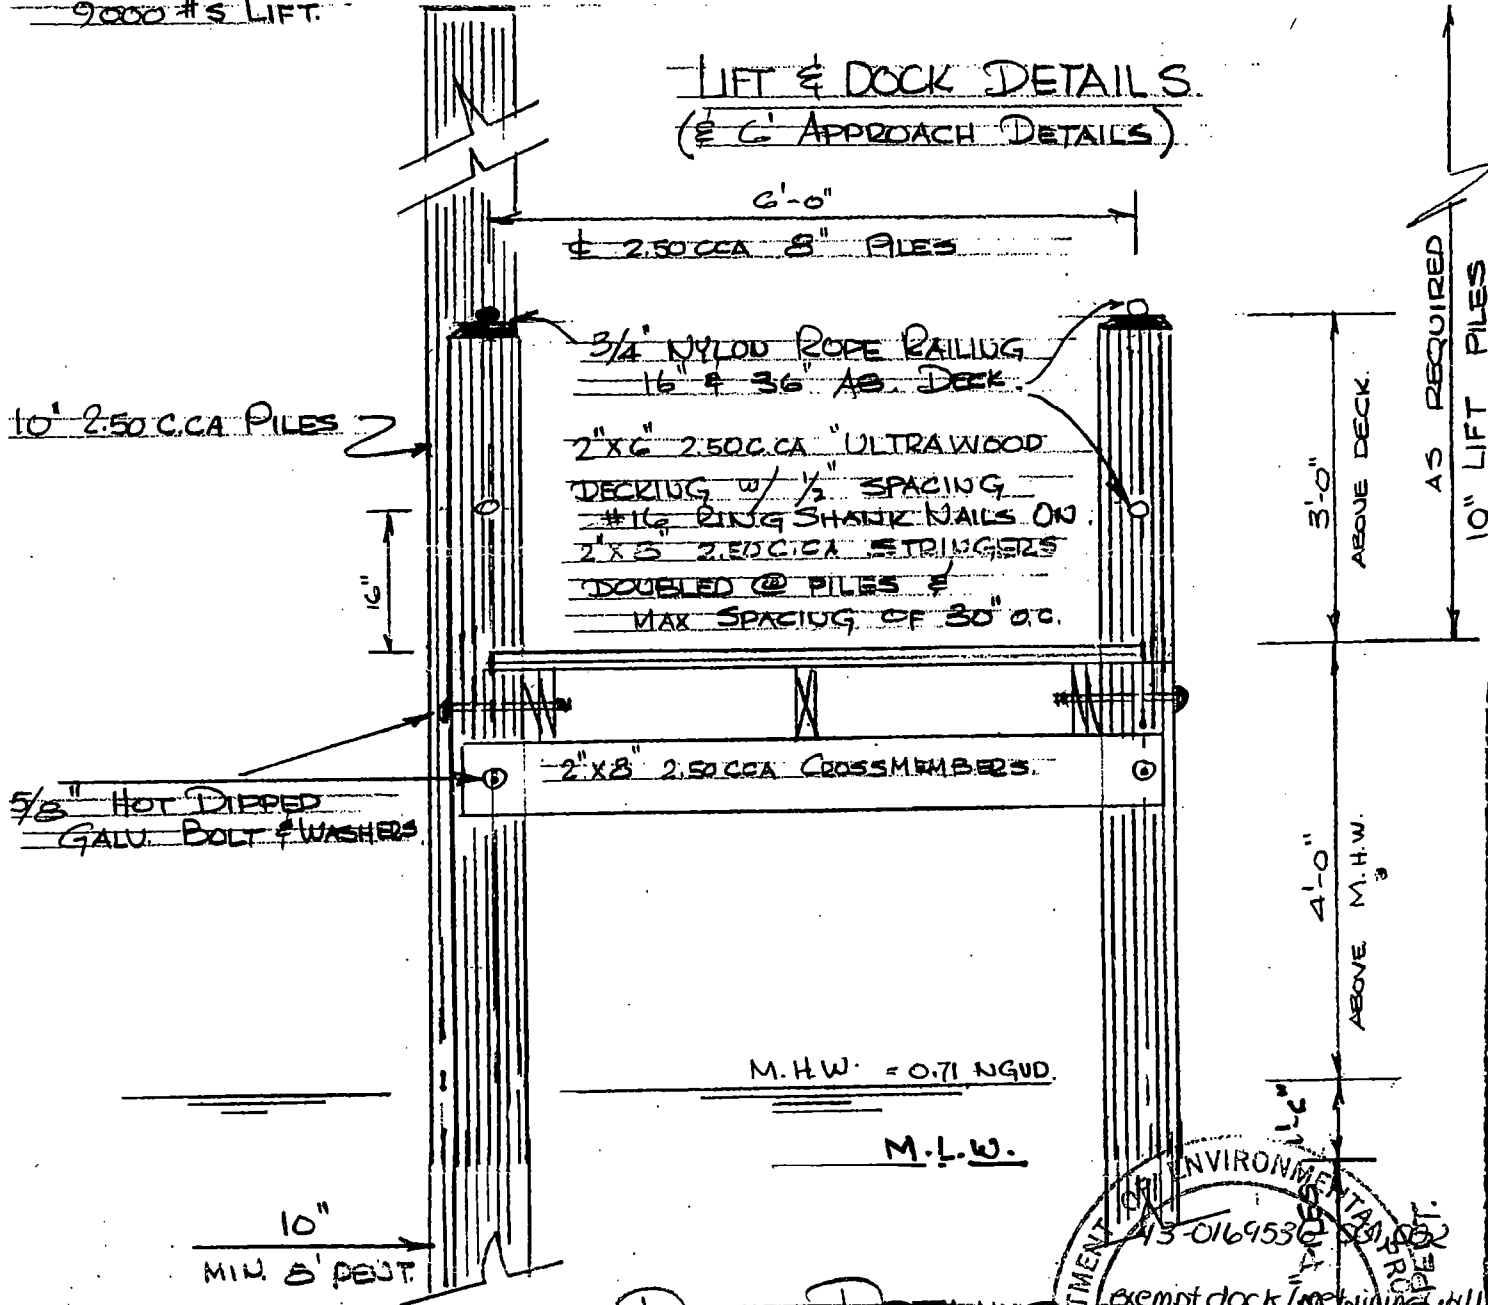 9000 #S LIFT.
LIFT & DOCK DETAILS
(& 6' APPROACH DETAILS)
6'-0"
℄ 2.50 CCA 8" PILES
3/4" NYLON ROPE RAILING
16" & 36" AB. DECK.
10' 2.50 C.CA PILES
2"X6" 2.50 C.CA "ULTRAWOOD
DECKING W/ 1/2" SPACING
#16 RING SHANK NAILS ON
2"X8" 2.50 C.CA STRINGERS
DOUBLED @ PILES &
MAX SPACING OF 30" O.C.
16"
3'-0"
ABOVE DECK.
AS REQUIRED
10" LIFT PILES
2"X8" 2.50 CCA CROSSMEMBERS.
5/8" HOT DIPPED
GALV. BOLT & WASHERS
4'-0"
ABOVE M.H.W.
M.H.W. = 0.71 NGVD.
M.L.W.
1'-6"
10"
MIN. 8' PENT.
ENVIRONMENTAL PRO
PENT.
exempt dock